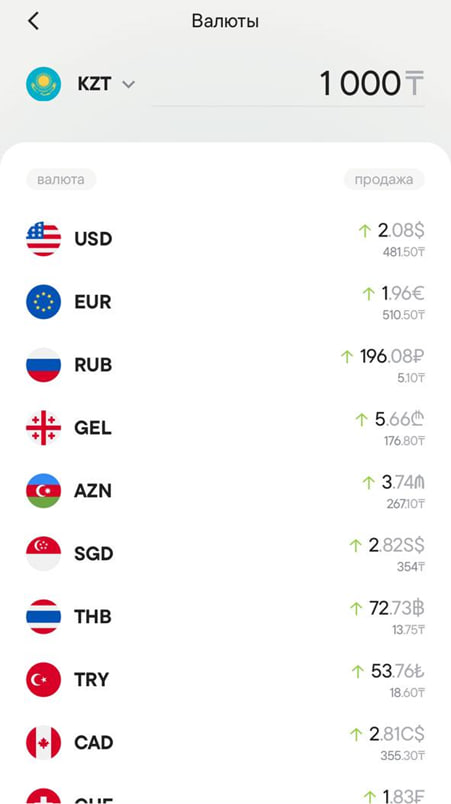 Валюты
KZT 1 000₸
валюта продажа
USD 2.08$
481.50₸
EUR 1.96€
510.50₸
RUB 196.08₽
5.10₸
GEL 5.66₾
176.80₸
AZN 3.74₼
267.10₸
SGD 2.82S$
354₸
THB 72.73฿
13.75₸
TRY 53.76₺
18.60₸
CAD 2.81C$
355.30₸
1.83₣